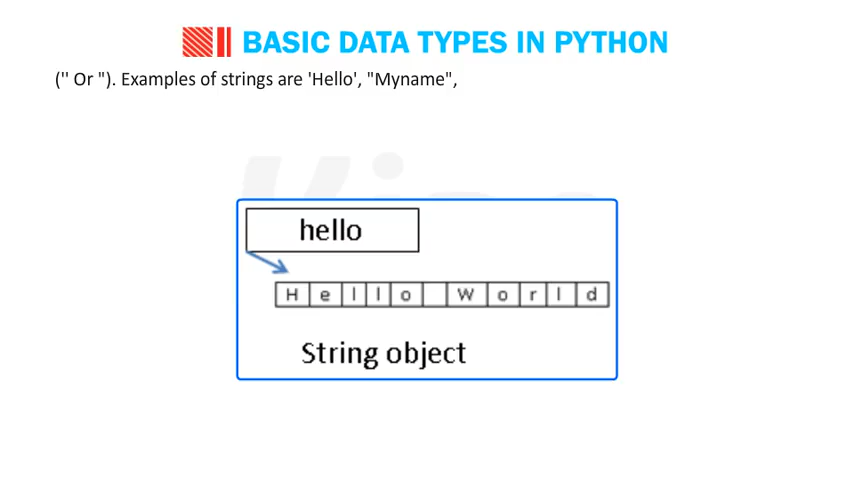 BASIC DATA TYPES IN PYTHON
('' Or "). Examples of strings are 'Hello', "Myname",
hello
H e l l o W o r l d
String object